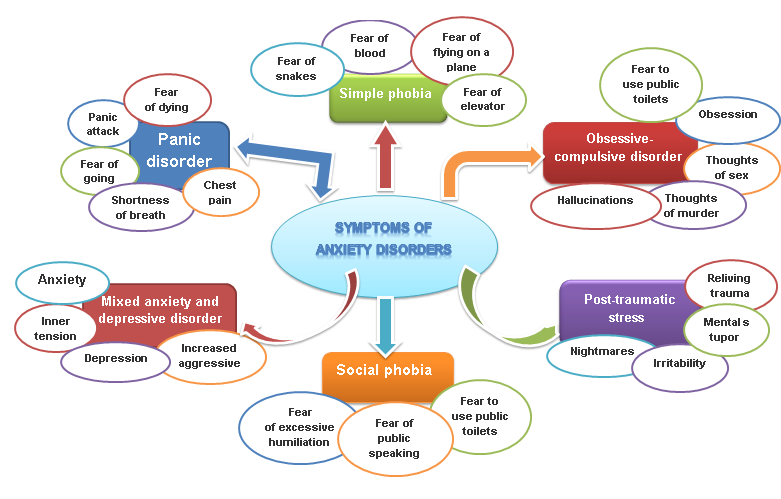 Fear of
blood
Fear of
flying on a
plane
Fear of
snakes
Simple phobia
Fear of
elevator
Fear to
use public
toilets
Obsession
Obsessive-
compulsive disorder
Thoughts
of sex
Thoughts
of murder
Hallucinations
Fear
of dying
Panic
attack
Panic
disorder
Fear of
going
Shortness
of breath
Chest
pain
SYMPTOMS OF
ANXIETY DISORDERS
Anxiety
Mixed anxiety and
depressive disorder
Inner
tension
Depression
Increased
aggressive
Reliving
trauma
Post-traumatic
stress
Mental s
tupor
Nightmares
Irritability
Social phobia
Fear
of excessive
humiliation
Fear of
public
speaking
Fear to
use public
toilets